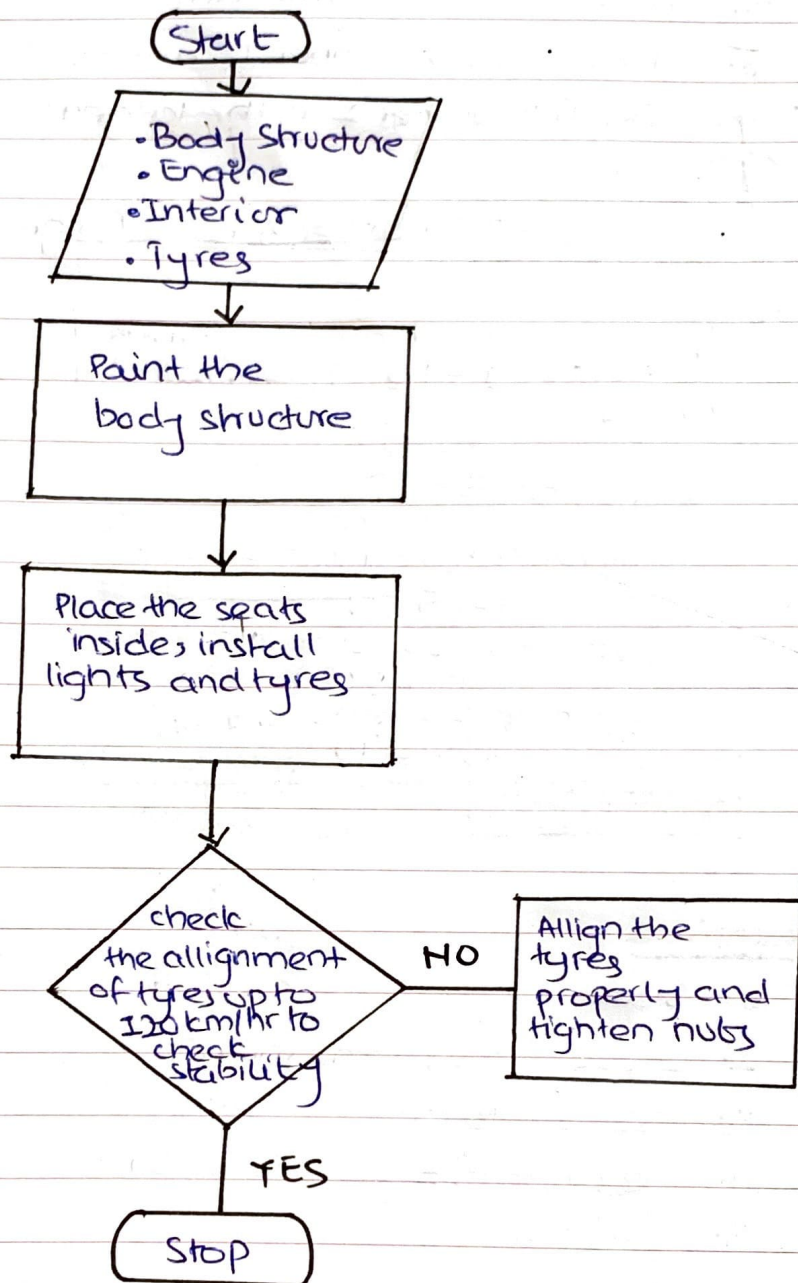 Start
• Body Structure
• Engine
• Interior
• Tyres
Paint the
body structure
Place the seats
inside, install
lights and tyres
check
the allignment
of tyres upto
120 km/hr to
check
stability
NO
Allign the
tyres
properly and
tighten nuts
YES
Stop